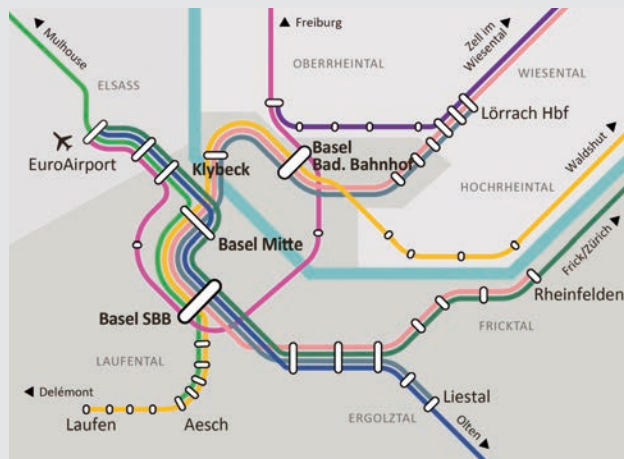 Freiburg
Mulhouse
Zell im
Wiesental
OBERRHEINTAL
ELSASS
WIESENTAL
Lörrach Hbf
EuroAirport
Klybeck
Basel
Bad. Bahnhof
Waldshut
HOCHRHEINTAL
Basel Mitte
Frick/Zürich
Rheinfelden
Basel SBB
FRICKTAL
LAUFENTAL
Delémont
Laufen
Aesch
Liestal
ERGOLZTAL
Olten